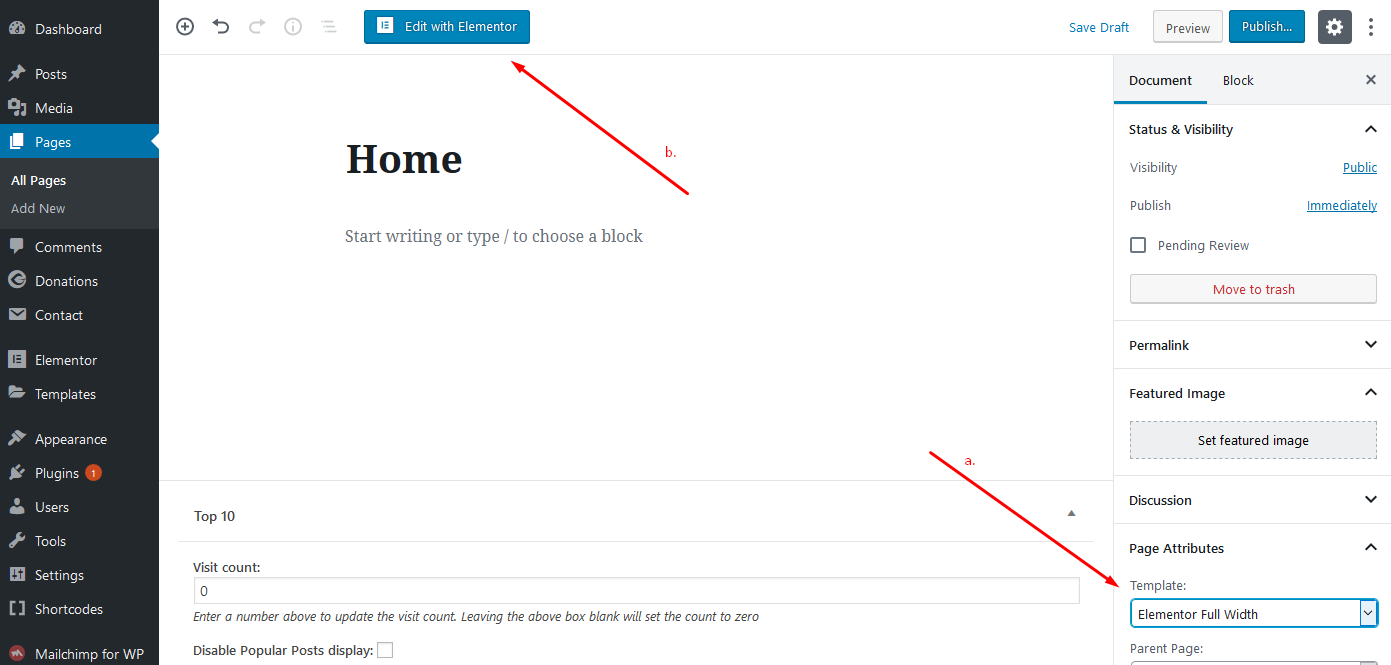 Dashboard
Posts
Media
Pages
All Pages
Add New
Comments
Donations
Contact
Elementor
Templates
Appearance
Plugins 1
Users
Tools
Settings
Shortcodes
Mailchimp for WP
Edit with Elementor
Save Draft
Preview
Publish...
b.
Home
Start writing or type / to choose a block
a.
Top 10
Visit count:
0
Enter a number above to update the visit count. Leaving the above box blank will set the count to zero
Disable Popular Posts display:
Document Block
Status & Visibility
Visibility Public
Publish Immediately
Pending Review
Move to trash
Permalink
Featured Image
Set featured image
Discussion
Page Attributes
Template:
Elementor Full Width
Parent Page: